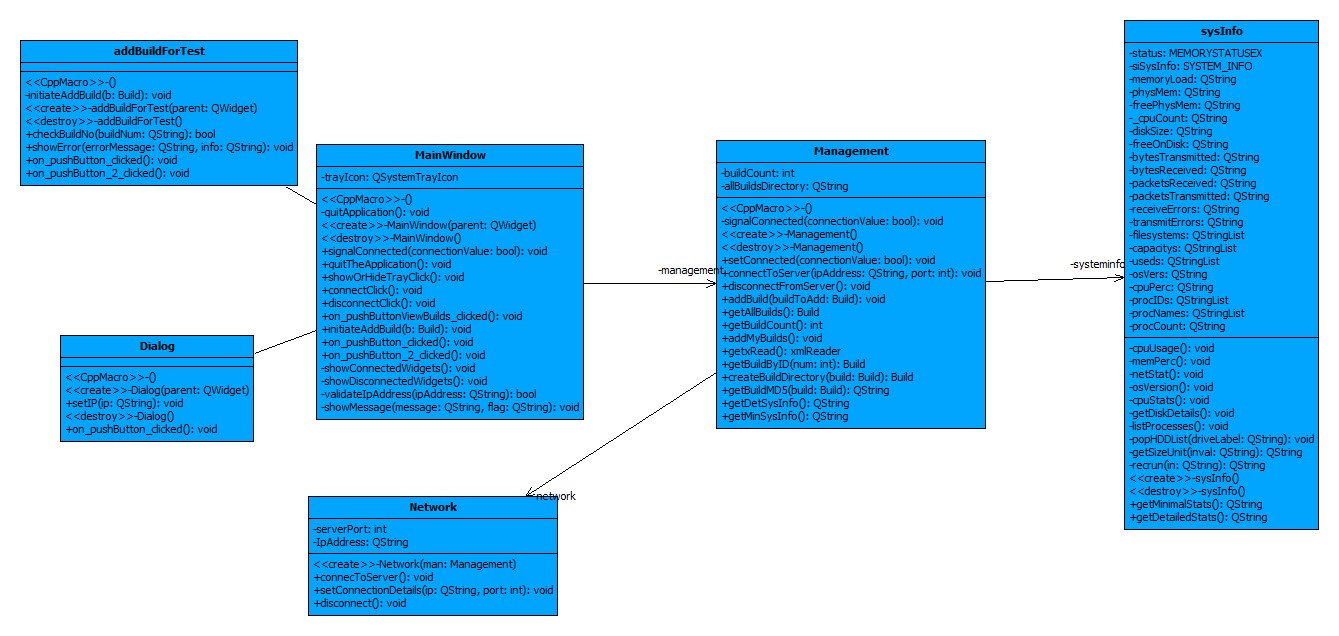 addBuildForTest
<<CppMacro>>-()
-initiateAddBuild(b: Build): void
<<create>>-addBuildForTest(parent: QWidget)
<<destroy>>-addBuildForTest()
+checkBuildNo(buildNum: QString): bool
+showError(errorMessage: QString, info: QString): void
+on_pushButton_clicked(): void
+on_pushButton_2_clicked(): void
Dialog
<<CppMacro>>-()
<<create>>-Dialog(parent: QWidget)
+setIP(ip: QString): void
<<destroy>>-Dialog()
+on_pushButton_clicked(): void
MainWindow
-trayIcon: QSystemTrayIcon
<<CppMacro>>-()
-quitApplication(): void
<<create>>-MainWindow(parent: QWidget)
<<destroy>>-MainWindow()
+signalConnected(connectionValue: bool): void
+quitTheApplication(): void
+showOrHideTrayClick(): void
+connectClick(): void
+disconnectClick(): void
+on_pushButtonViewBuilds_clicked(): void
+initiateAddBuild(b: Build): void
+on_pushButton_clicked(): void
+on_pushButton_2_clicked(): void
-showConnectedWidgets(): void
-showDisconnectedWidgets(): void
-validateIpAddress(ipAddress: QString): bool
-showMessage(message: QString, flag: QString): void
-management
Management
-buildCount: int
-allBuildsDirectory: QString
<<CppMacro>>-()
-signalConnected(connectionValue: bool): void
<<create>>-Management()
<<destroy>>-Management()
+setConnected(connectionValue: bool): void
+connectToServer(ipAddress: QString, port: int): void
+disconnectFromServer(): void
+addBuild(buildToAdd: Build): void
+getAllBuilds(): Build
+getBuildCount(): int
+addMyBuilds(): void
+getxRead(): xmlReader
+getBuildByID(num: int): Build
+createBuildDirectory(build: Build): Build
+getBuildMD5(build: Build): QString
+getDetSysInfo(): QString
+getMinSysInfo(): QString
-network
Network
-serverPort: int
-IpAddress: QString
<<create>>-Network(man: Management)
+connecToServer(): void
+setConnectionDetails(ip: QString, port: int): void
+disconnect(): void
-systeminfo
sysInfo
-status: MEMORYSTATUSEX
-siSysInfo: SYSTEM_INFO
-memoryLoad: QString
-physMem: QString
-freePhysMem: QString
-_cpuCount: QString
-diskSize: QString
-freeOnDisk: QString
-bytesTransmitted: QString
-bytesReceived: QString
-packetsReceived: QString
-packetsTransmitted: QString
-receiveErrors: QString
-transmitErrors: QString
-filesystems: QStringList
-capacitys: QStringList
-useds: QStringList
-osVers: QString
-cpuPerc: QString
-procIDs: QStringList
-procNames: QStringList
-procCount: QString
-cpuUsage(): void
-memPerc(): void
-netStat(): void
-osVersion(): void
-cpuStats(): void
-getDiskDetails(): void
-listProcesses(): void
-popHDDList(driveLabel: QString): void
-getSizeUnit(inval: QString): QString
-recrun(in: QString): QString
<<create>>-sysInfo()
<<destroy>>-sysInfo()
+getMinimalStats(): QString
+getDetailedStats(): QString